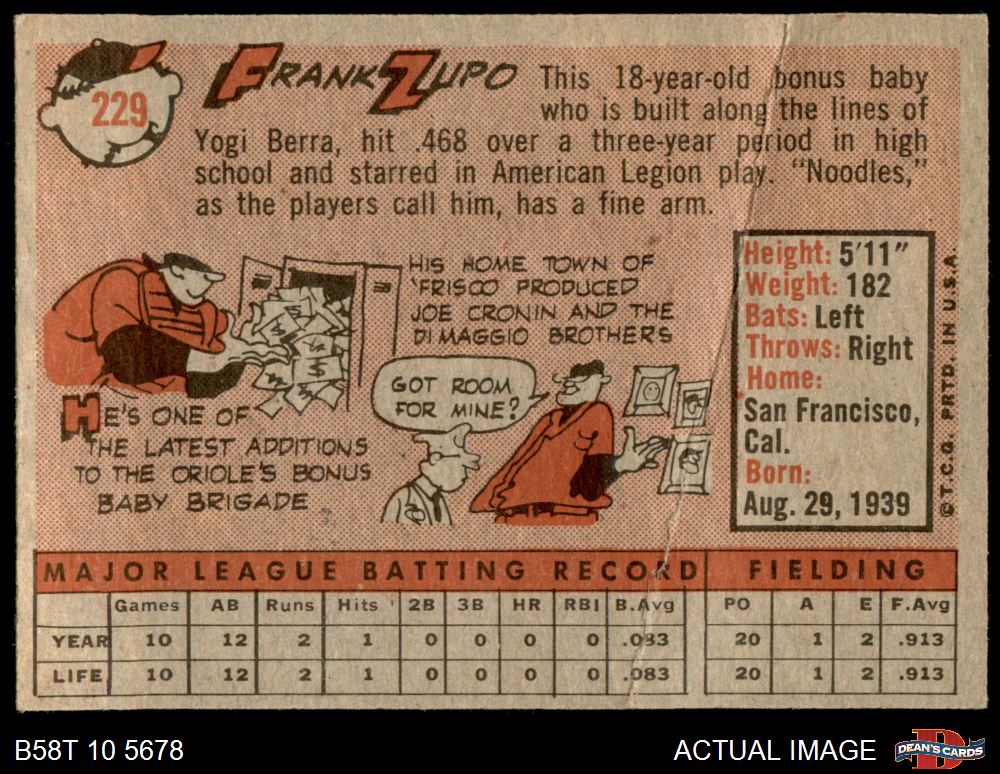 229
FRANK ZUPO
This 18-year-old bonus baby
who is built along the lines of
Yogi Berra, hit .468 over a three-year period in high
school and starred in American Legion play. "Noodles,"
as the players call him, has a fine arm.
HE'S ONE OF
THE LATEST ADDITIONS
TO THE ORIOLE'S BONUS
BABY BRIGADE
HIS HOME TOWN OF
'FRISCO PRODUCED
JOE CRONIN AND THE
DI MAGGIO BROTHERS
GOT ROOM
FOR MINE?
Height: 5'11"
Weight: 182
Bats: Left
Throws: Right
Home:
San Francisco,
Cal.
Born:
Aug. 29, 1939
©T.C.G. PRTD. IN U.S.A.
MAJOR LEAGUE BATTING RECORD FIELDING
Games AB Runs Hits 2B 3B HR RBI B.Avg PO A E F.Avg
YEAR 10 12 2 1 0 0 0 0 .083 20 1 2 .913
LIFE 10 12 2 1 0 0 0 0 .083 20 1 2 .913
B58T 10 5678
ACTUAL IMAGE
D
DEAN'S CARDS